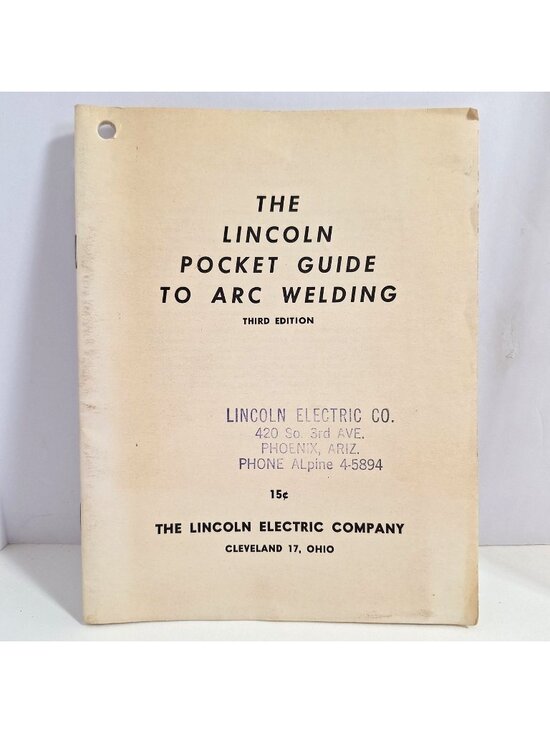 THE
LINCOLN
POCKET GUIDE
TO ARC WELDING
THIRD EDITION
LINCOLN ELECTRIC CO.
420 So. 3rd AVE.
PHOENIX, ARIZ.
PHONE ALpine 4-5894
15¢
THE LINCOLN ELECTRIC COMPANY
CLEVELAND 17, OHIO